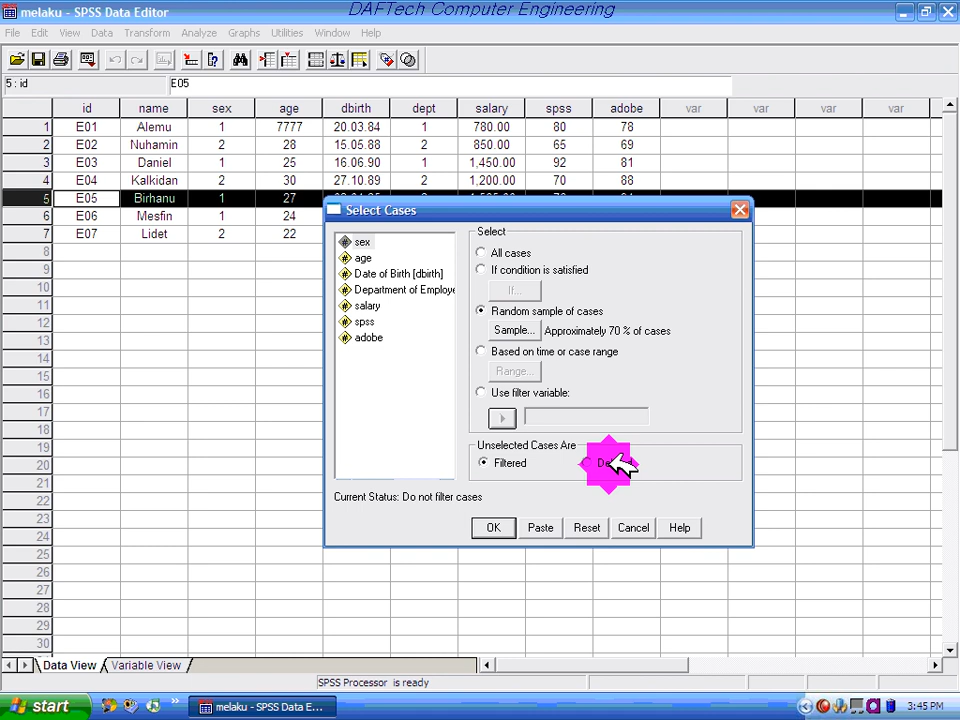 DAFTech Computer Engineering
melaku - SPSS Data Editor
File Edit View Data Transform Analyze Graphs Utilities Window Help
5 : id E05
id name sex age dbirth dept salary spss adobe var var var var
1 E01 Alemu 1 7777 20.03.84 1 780.00 80 78
2 E02 Nuhamin 2 28 15.05.88 2 850.00 65 69
3 E03 Daniel 1 25 16.06.90 1 1,450.00 92 81
4 E04 Kalkidan 2 30 27.10.89 2 1,200.00 70 88
5 E05 Birhanu 1 27
6 E06 Mesfin 1 24
7 E07 Lidet 2 22
8
9
10
11
12
13
14
15
16
17
18
19
20
21
22
23
24
25
26
27
28
29
30
Select Cases
sex
age
Date of Birth [dbirth]
Department of Employe
salary
spss
adobe
Select
All cases
If condition is satisfied
If...
Random sample of cases
Sample... Approximately 70 % of cases
Based on time or case range
Range...
Use filter variable:
Unselected Cases Are
Filtered
Current Status: Do not filter cases
OK Paste Reset Cancel Help
Data View Variable View
SPSS Processor is ready
start melaku - SPSS Data E... 3:45 PM